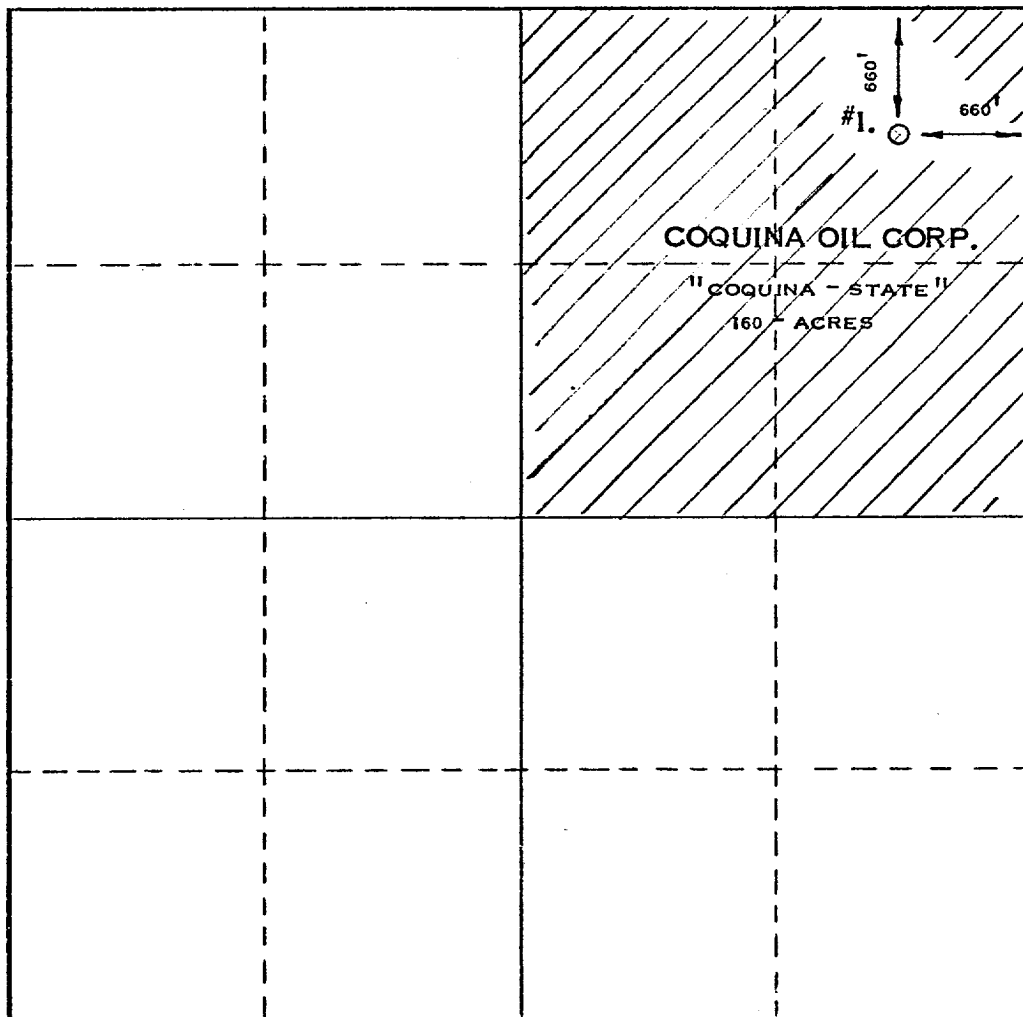 660'
#1.
660'
COQUINA OIL CORP.
"COQUINA - STATE"
160 - ACRES